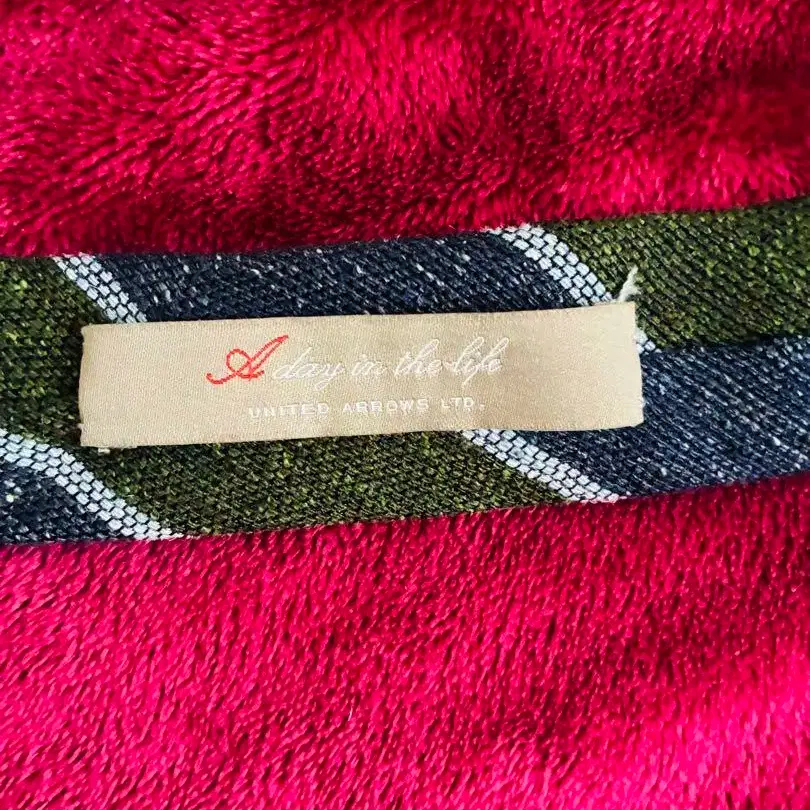 A day in the life
UNITED ARROWS LTD.